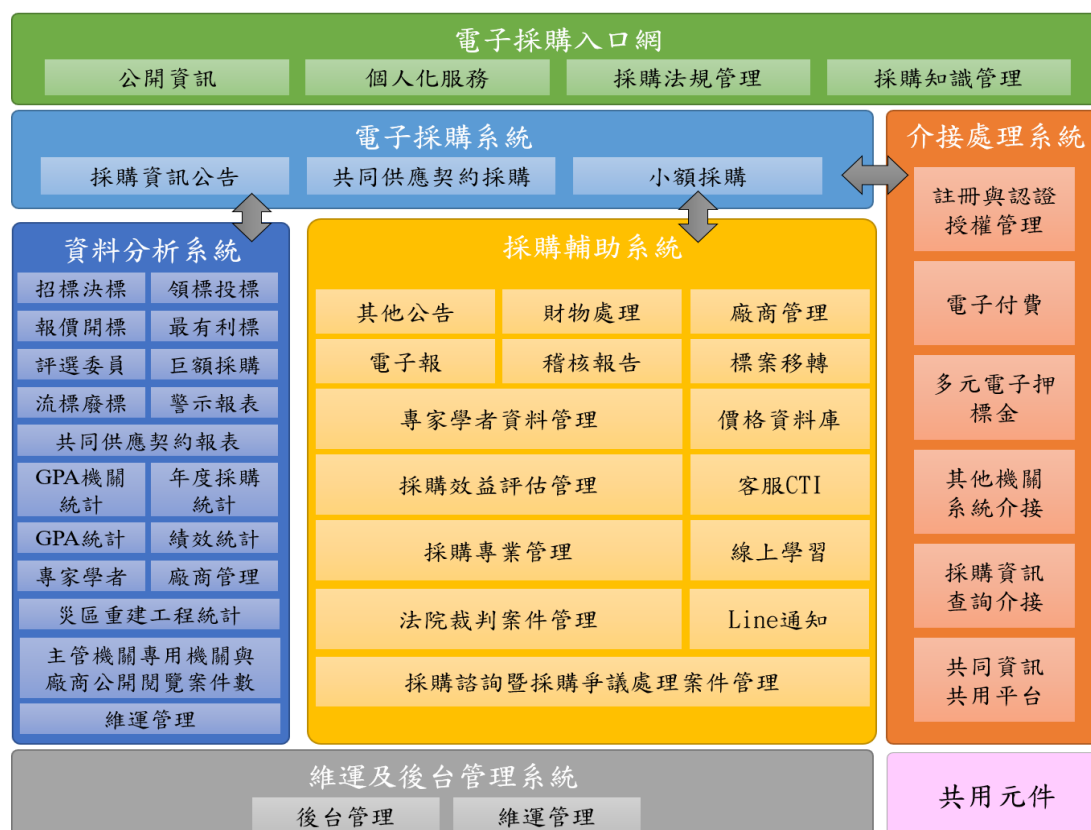 電子採購入口網
公開資訊
個人化服務
採購法規管理
採購知識管理
電子採購系統
採購資訊公告
共同供應契約採購
小額採購
介接處理系統
註冊與認證
授權管理
電子付費
多元電子押
標金
其他機關
系統介接
採購資訊
查詢介接
共同資訊
共用平台
資料分析系統
招標決標
領標投標
報價開標
最有利標
評選委員
巨額採購
流標廢標
警示報表
共同供應契約報表
GPA機關
統計
年度採購
統計
GPA統計
績效統計
專家學者
廠商管理
災區重建工程統計
主管機關專用機關與
廠商公開閱覽案件數
維運管理
採購輔助系統
其他公告
財物處理
廠商管理
電子報
稽核報告
標案移轉
專家學者資料管理
價格資料庫
採購效益評估管理
客服CTI
採購專業管理
線上學習
法院裁判案件管理
Line通知
採購諮詢暨採購爭議處理案件管理
維運及後台管理系統
後台管理
維運管理
共用元件